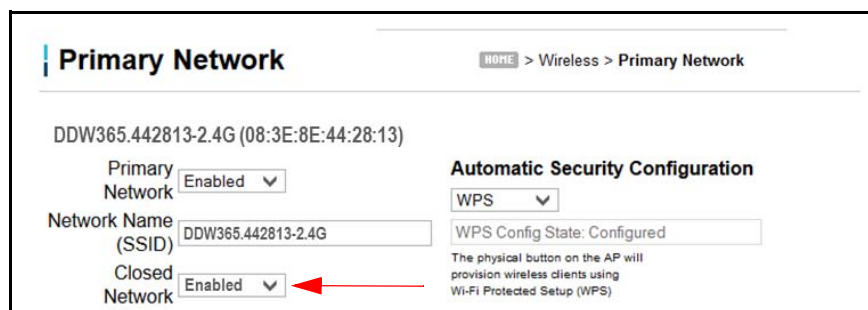 Primary Network
HOME > Wireless > Primary Network
DDW365.442813-2.4G (08:3E:8E:44:28:13)
Primary
Network
Enabled
Network Name
(SSID)
DDW365.442813-2.4G
Closed
Network
Enabled
Automatic Security Configuration
WPS
WPS Config State: Configured
The physical button on the AP will
provision wireless clients using
Wi-Fi Protected Setup (WPS)